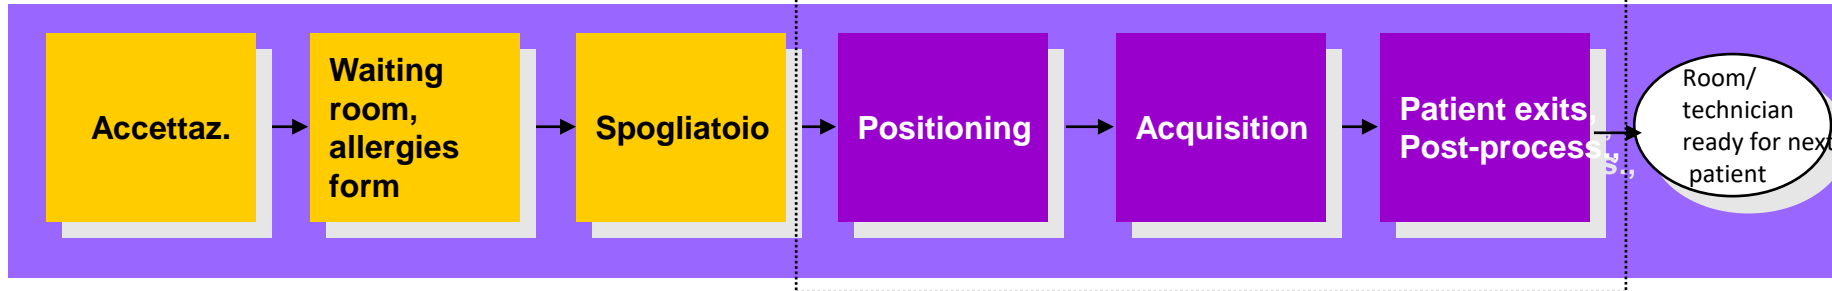 Accettaz.
Waiting
room,
allergies
form
Spogliatoio
Positioning
Acquisition
Patient exits,
Post-process.,
Room/
technician
ready for next
patient